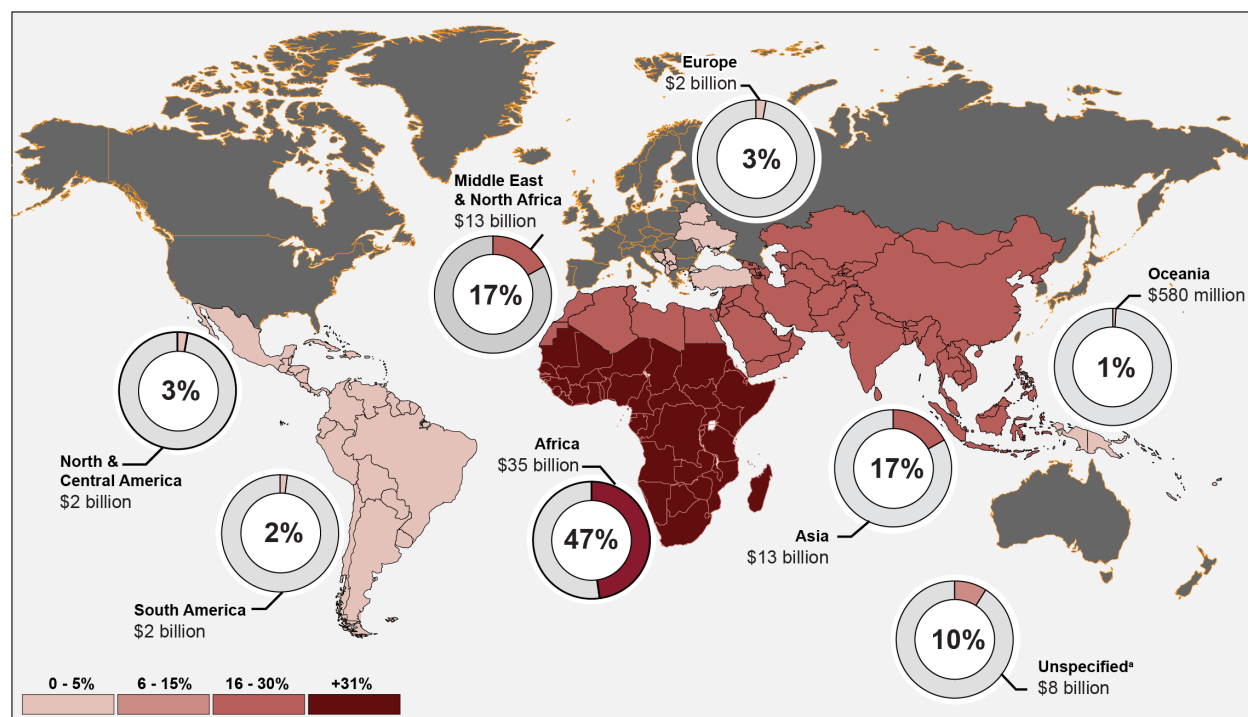 Europe
$2 billion
3%
Middle East
& North Africa
$13 billion
17%
Oceania
$580 million
1%
3%
North &
Central America
$2 billion
Africa
$35 billion
47%
17%
Asia
$13 billion
2%
South America
$2 billion
10%
Unspecifiedᵃ
$8 billion
0 - 5%
6 - 15%
16 - 30%
+31%